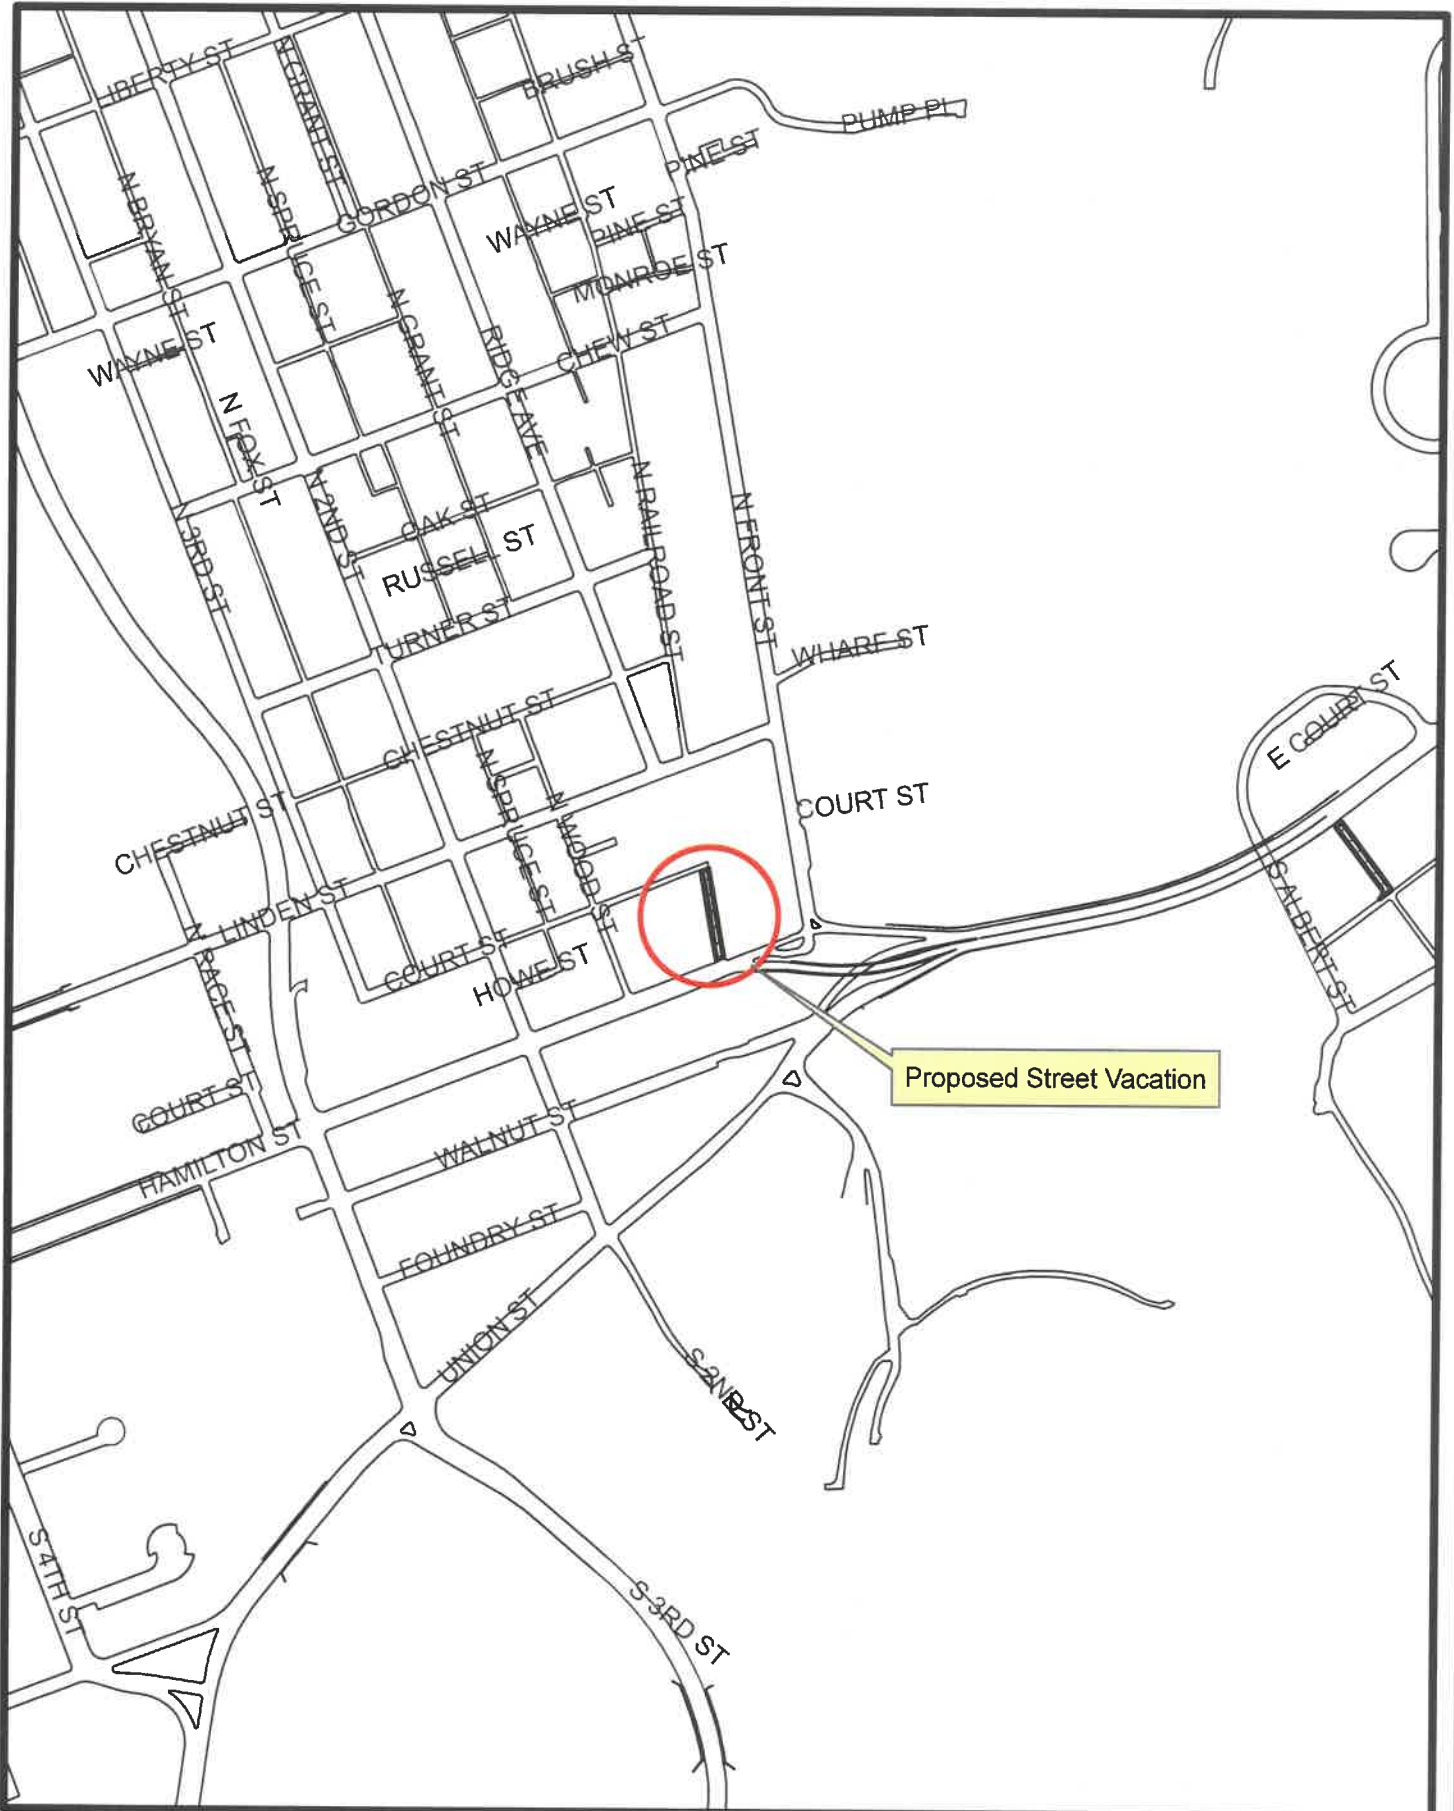 LIBERTY ST
N GRANT ST
BRUSH ST
PUMP PL
PINE ST
N BRYAN ST
N SPRUCE ST
GORDON ST
WAYNE ST
PINE ST
MONROE ST
WAYNE ST
N GRANT ST
RIDGE AVE
CHEW ST
N FOX ST
N 3RD ST
N 2ND ST
OAK ST
RUSSELL ST
N RAILROAD ST
N FRONT ST
TURNER ST
WHARF ST
E COURT ST
CHESTNUT ST
N SPRUCE ST
N WOOD ST
COURT ST
CHESTNUT ST
LINDEN ST
S ALBERT ST
N RACE ST
COURT ST
HOWE ST
Proposed Street Vacation
COURT ST
HAMILTON ST
WALNUT ST
FOUNDRY ST
UNION ST
S 2ND ST
S 4TH ST
S 3RD ST